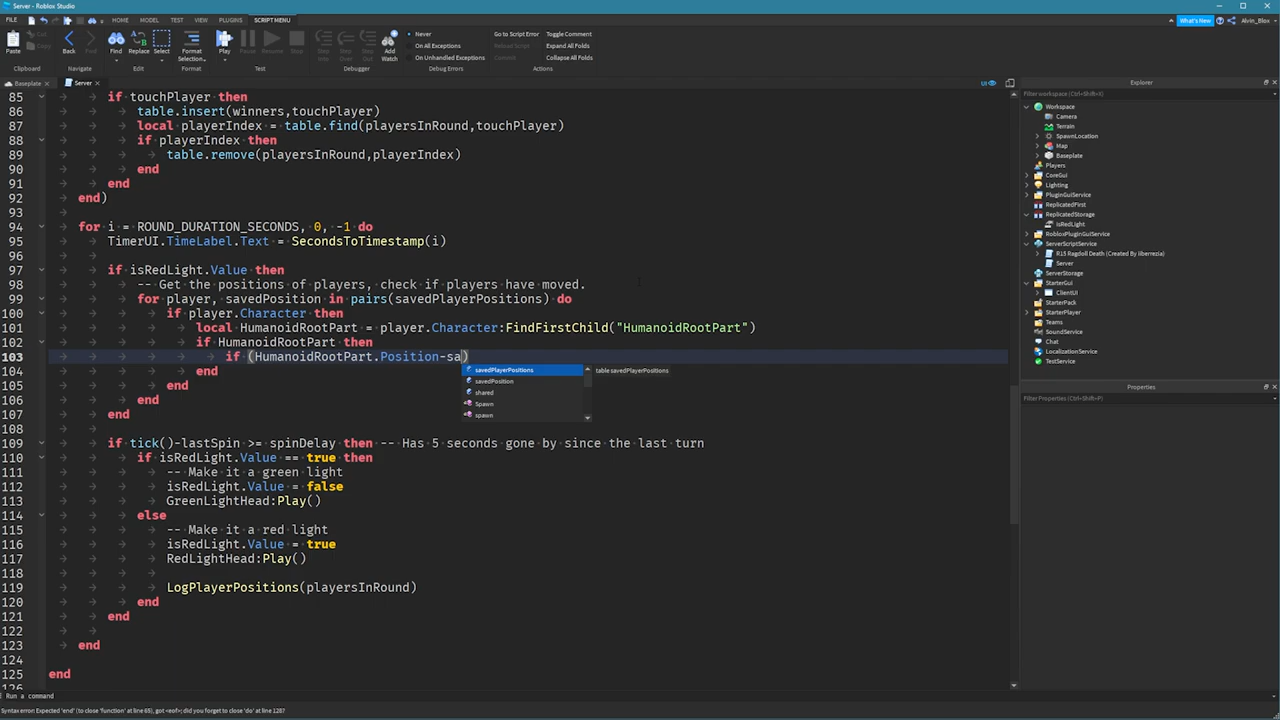 Server - Roblox Studio
FILE HOME MODEL TEST VIEW PLUGINS SCRIPT MENU What's New Alvin_Blox
Paste Cut Copy Back Find Replace Select Format Selection... Play Pause Resume Stop Step Into Step Over Step Out Add Watch
Never Go to Script Error Toggle Comment
On All Exceptions Reload Script Expand All Folds
On Unhandled Exceptions Commit Collapse All Folds
Clipboard Navigate Edit Format Test Debugger Debug Errors Actions
Baseplate Server UI Explorer
Filter workspace (Ctrl+Shift+X)
85 if touchPlayer then
86 table.insert(winners,touchPlayer)
87 local playerIndex = table.find(playersInRound,touchPlayer)
88 if playerIndex then
89 table.remove(playersInRound,playerIndex)
90 end
91 end
92 end)
93
94 for i = ROUND_DURATION_SECONDS, 0, -1 do
95 TimerUI.TimeLabel.Text = SecondsToTimestamp(i)
96
97 if isRedLight.Value then
98 -- Get the positions of players, check if players have moved.
99 for player, savedPosition in pairs(savedPlayerPositions) do
100 if player.Character then
101 local HumanoidRootPart = player.Character:FindFirstChild("HumanoidRootPart")
102 if HumanoidRootPart then
103 if (HumanoidRootPart.Position-sa)
104 end
105 end
106 end
107 end
108
109 if tick()-lastSpin >= spinDelay then -- Has 5 seconds gone by since the last turn
110 if isRedLight.Value == true then
111 -- Make it a green light
112 isRedLight.Value = false
113 GreenLightHead:Play()
114 else
115 -- Make it a red light
116 isRedLight.Value = true
117 RedLightHead:Play()
118
119 LogPlayerPositions(playersInRound)
120 end
121 end
122
123 end
124
125 end
126
savedPlayerPositions table savedPlayerPositions
savedPosition
shared
Spawn
spawn
Workspace
Camera
Terrain
SpawnLocation
Map
Baseplate
Players
CoreGui
Lighting
PluginGuiService
ReplicatedFirst
ReplicatedStorage
isRedLight
RobloxPluginGuiService
ServerScriptService
R15 Ragdoll Death (Created By liberrezia)
Server
ServerStorage
StarterGui
ClientUI
StarterPack
StarterPlayer
Teams
SoundService
Chat
LocalizationService
TestService
Properties
Filter Properties (Ctrl+Shift+P)
Run a command
Syntax error: Expected 'end' (to close 'function' at line 65), got <eof>; did you forget to close 'do' at line 128?